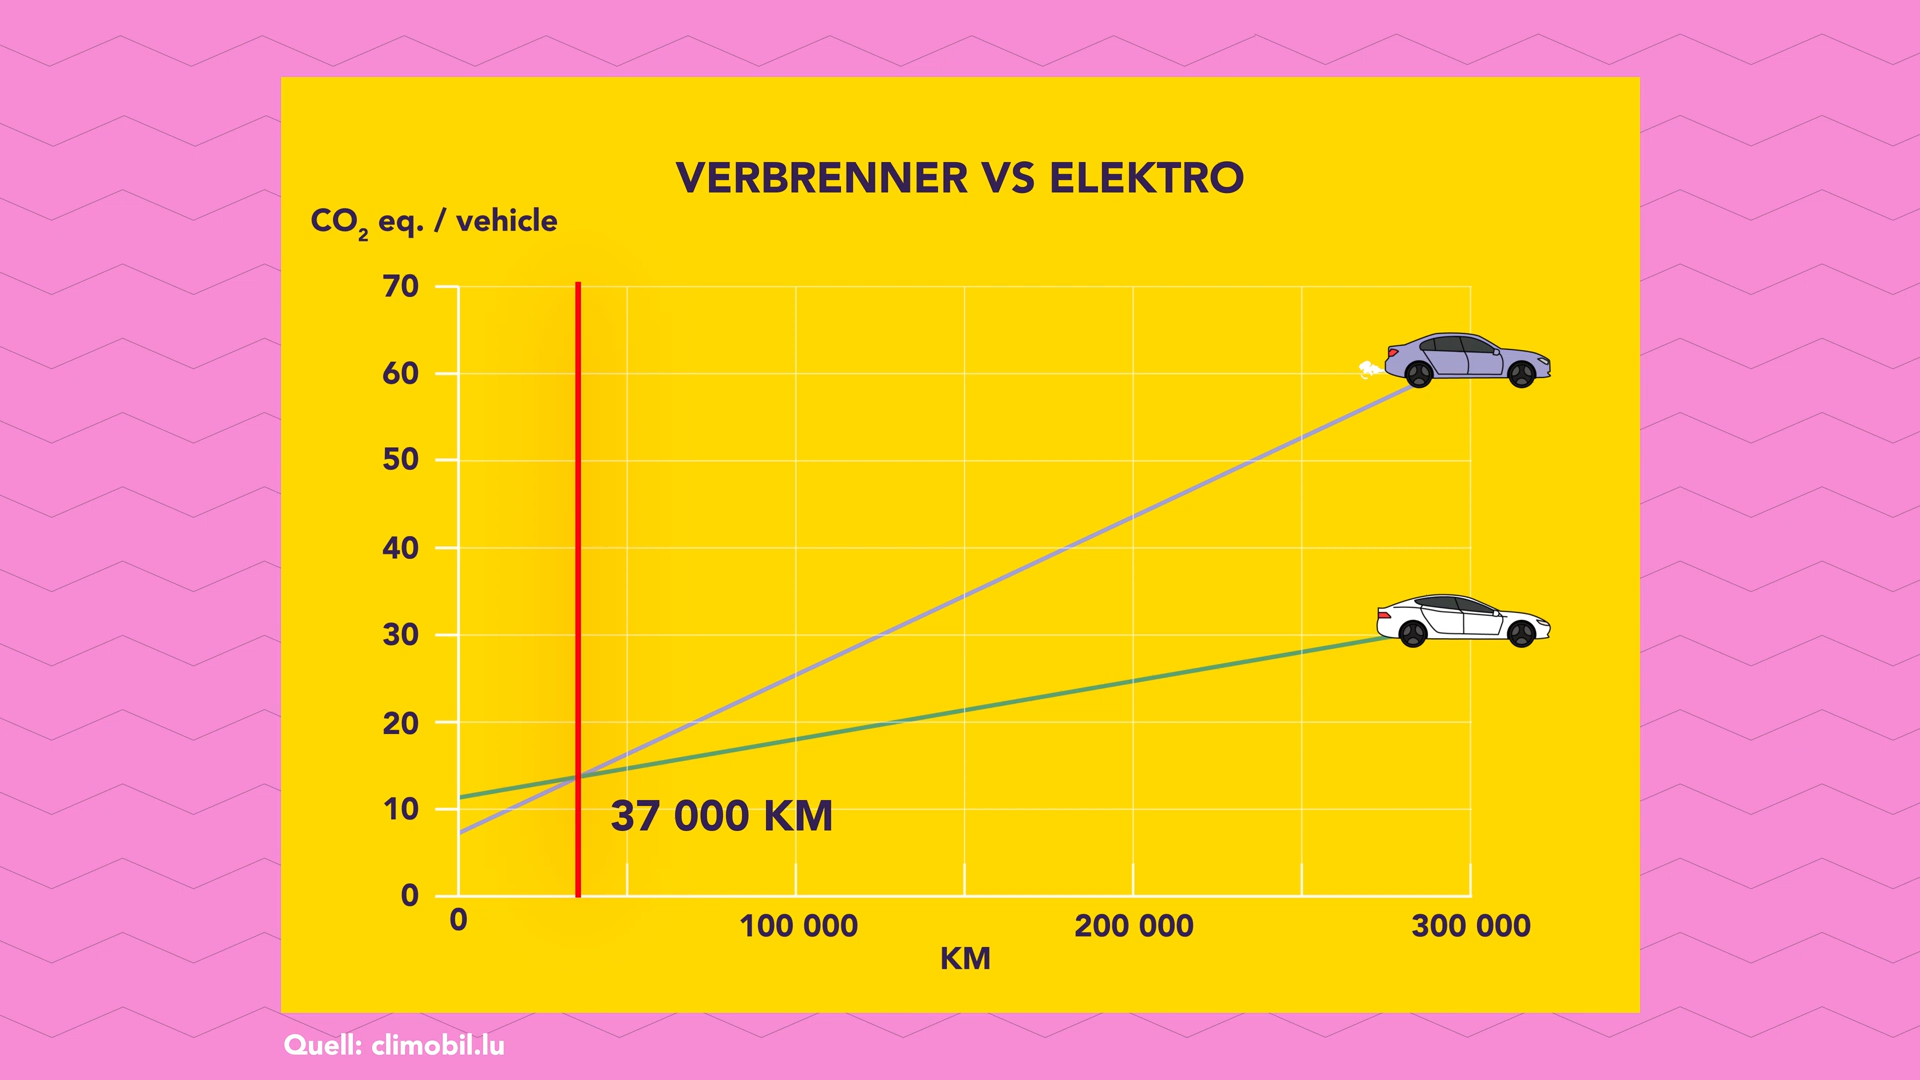 VERBRENNER VS ELEKTRO
CO₂ eq. / vehicle
70
60
50
40
30
20
10
0
37 000 KM
0
100 000
200 000
300 000
KM
Quell: climobil.lu